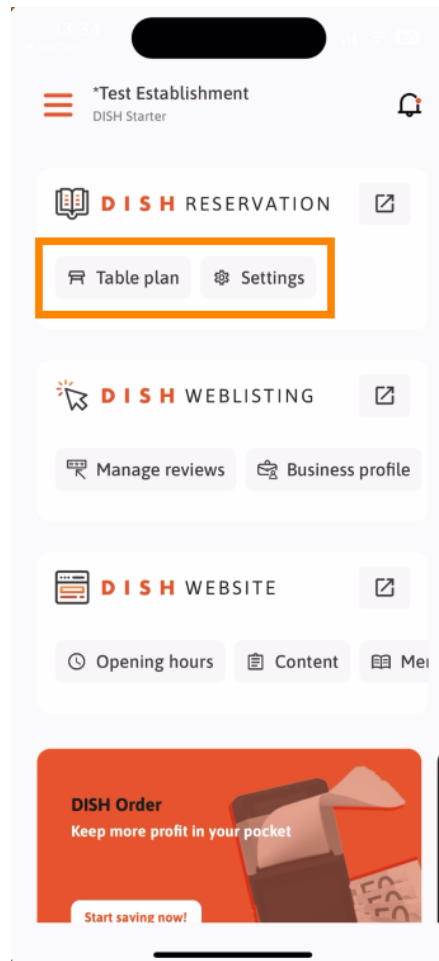 *Test Establishment
DISH Starter
DISH RESERVATION
Table plan Settings
DISH WEBLISTING
Manage reviews Business profile
DISH WEBSITE
Opening hours Content Me
DISH Order
Keep more profit in your pocket
Start saving now!